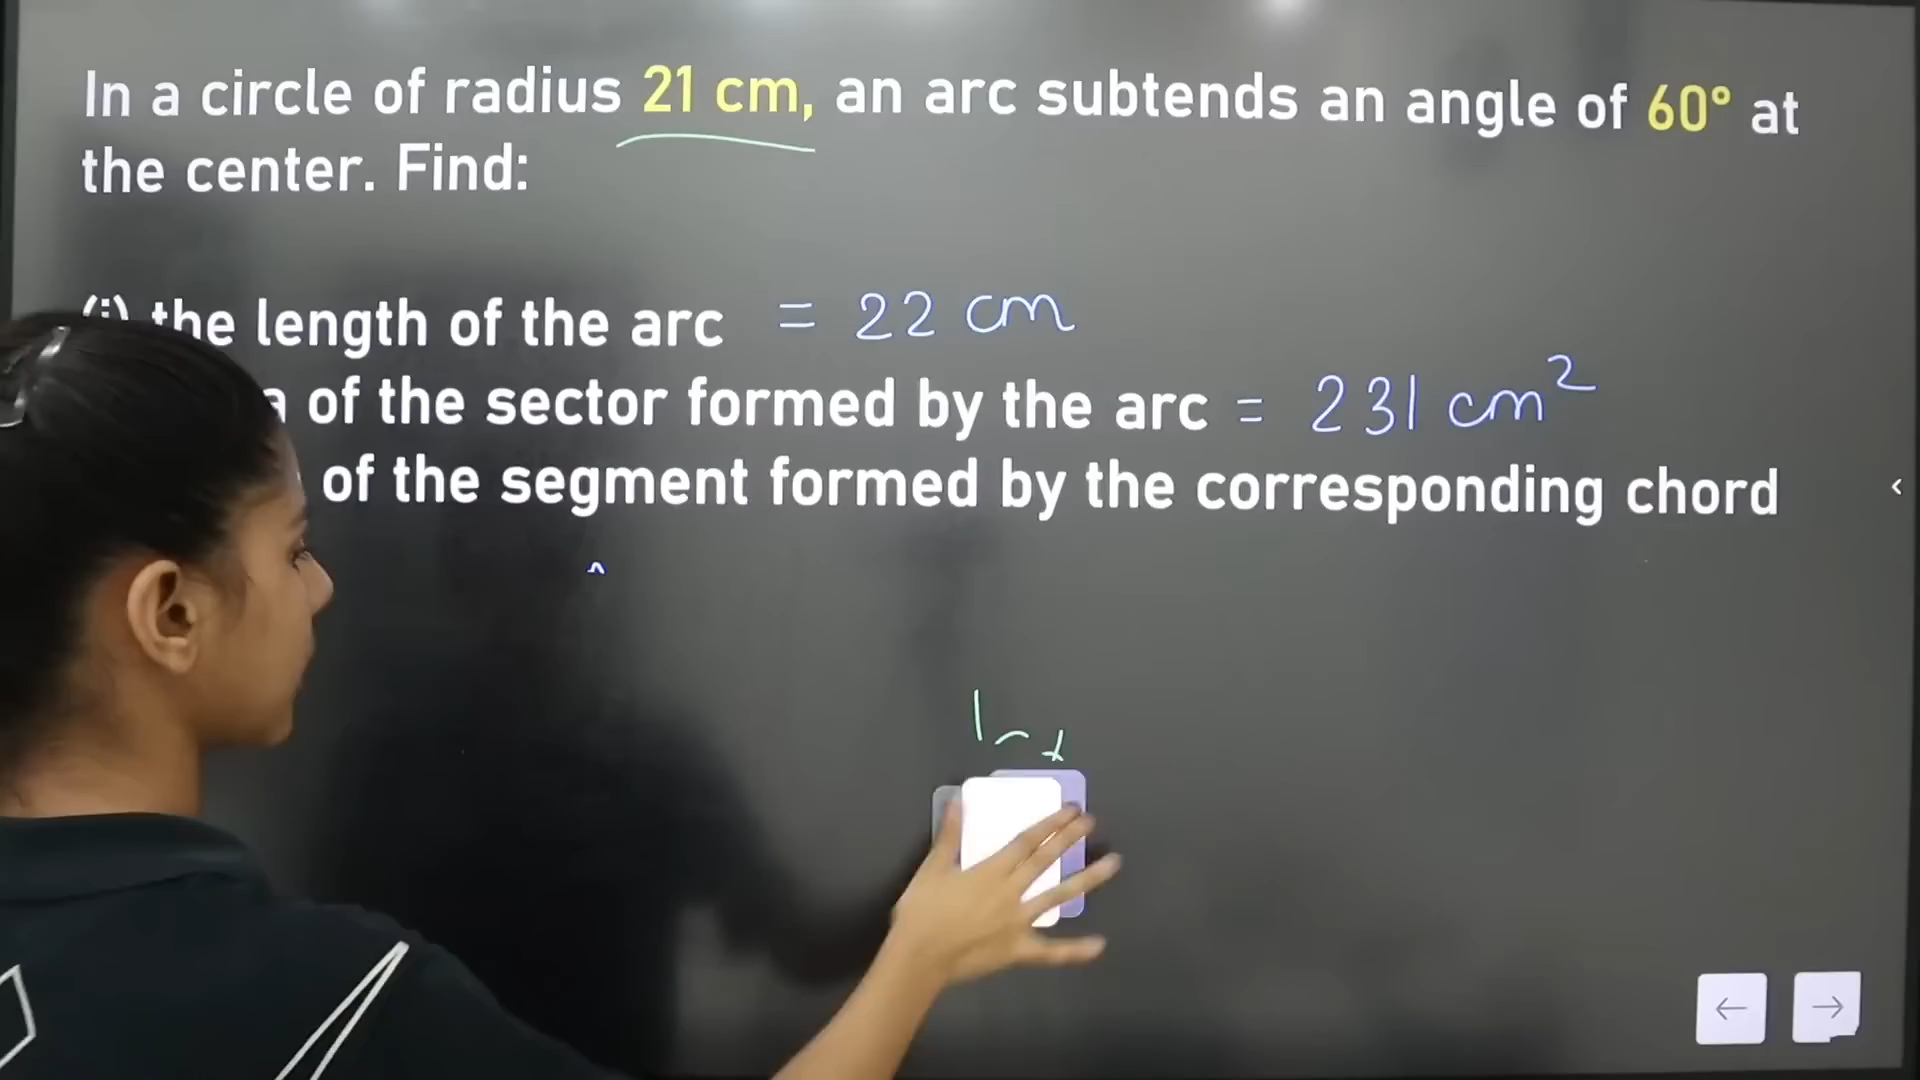 In a circle of radius 21 cm, an arc subtends an angle of 60° at
the center. Find:
(i) the length of the arc = 22 cm
of the sector formed by the arc = 231 cm²
of the segment formed by the corresponding chord